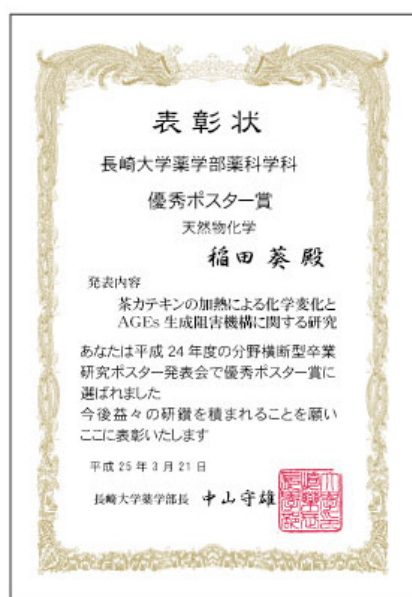 表彰状
長崎大学薬学部薬科学科
優秀ポスター賞
天然物化学
稲田 葵 殿
発表内容
茶カテキンの加熱による化学変化と
AGEs 生成阻害機構に関する研究
あなたは平成 24 年度の分野横断型卒業
研究ポスター発表会で優秀ポスター賞に
選ばれました
今後益々の研鑽を積まれることを願い
ここに表彰いたします
平成 25 年 3 月 21 日
長崎大学薬学部長 中山守雄